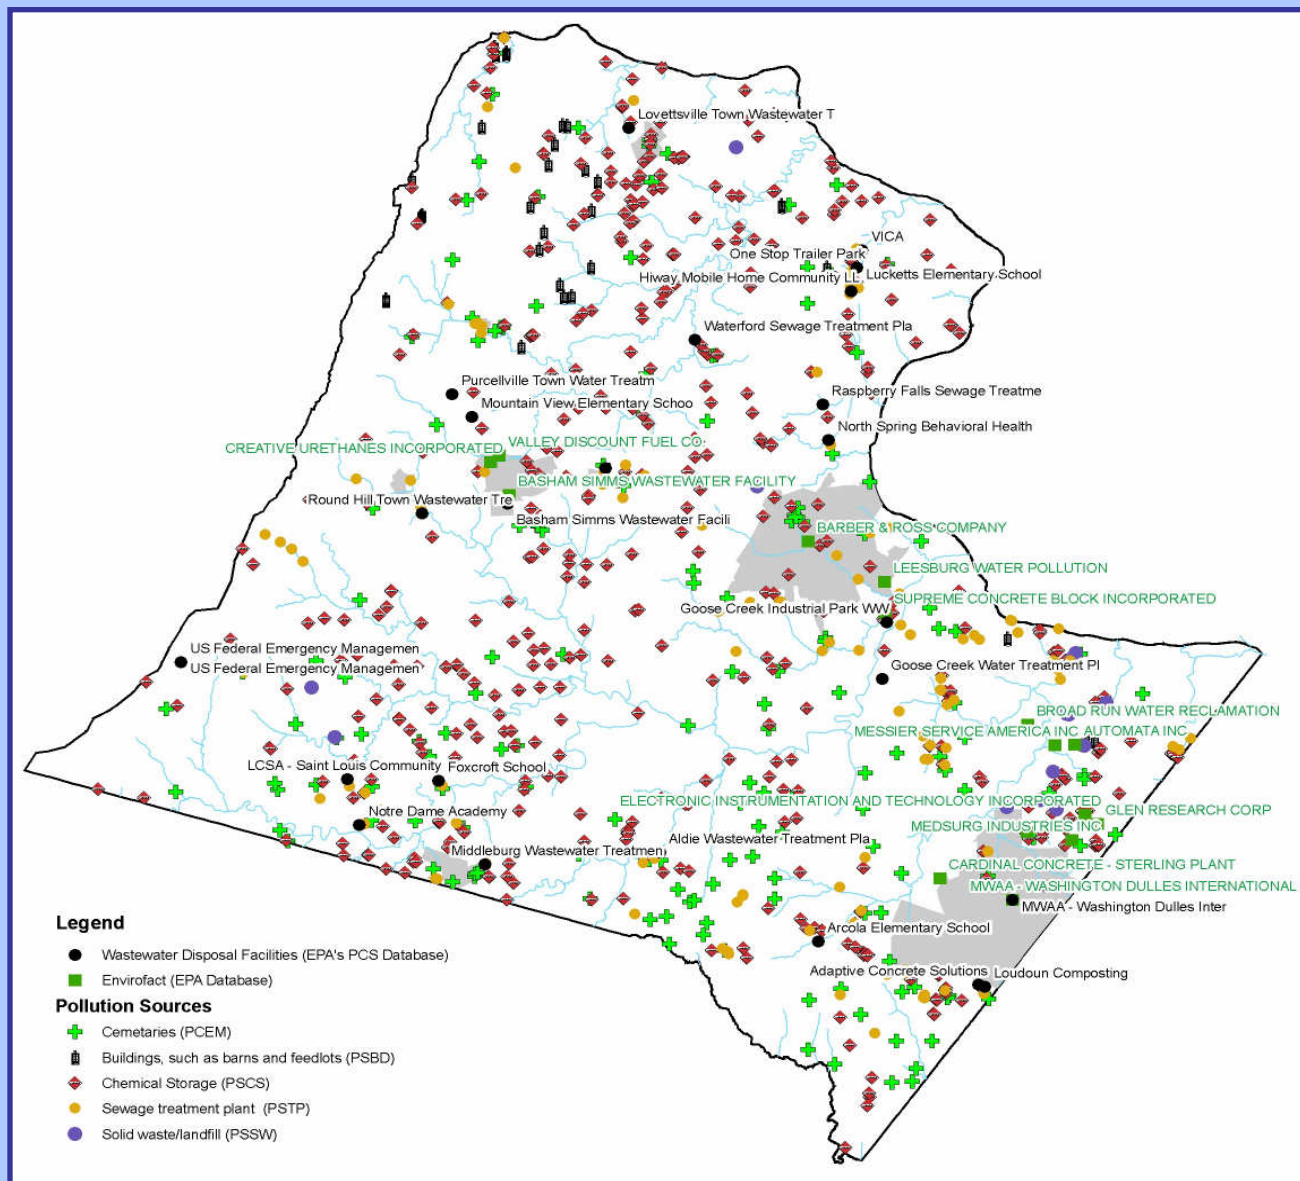 Lovettsville Town Wastewater T
VICA
One Stop Trailer Park
Lucketts Elementary School
Hiway Mobile Home Community LL
Waterford Sewage Treatment Pla
Purcellville Town Water Treatm
Raspberry Falls Sewage Treatme
Mountain View Elementary Schoo
North Spring Behavioral Health
CREATIVE URETHANES INCORPORATED
VALLEY DISCOUNT FUEL CO.
BASHAM SIMMS WASTEWATER FACILITY
Round Hill Town Wastewater Tre
Basham Simms Wastewater Facili
BARBER & ROSS COMPANY
LEESBURG WATER POLLUTION
SUPREME CONCRETE BLOCK INCORPORATED
Goose Creek Industrial Park WW
US Federal Emergency Managemen
US Federal Emergency Managemen
Goose Creek Water Treatment Pl
BROAD RUN WATER RECLAMATION
MESSIER SERVICE AMERICA INC
AUTOMATA INC
LCSA - Saint Louis Community
Foxcroft School
ELECTRONIC INSTRUMENTATION AND TECHNOLOGY INCORPORATED
GLEN RESEARCH CORP
Notre Dame Academy
MEDSURG INDUSTRIES INC
Aldie Wastewater Treatment Pla
Middleburg Wastewater Treatmen
CARDINAL CONCRETE - STERLING PLANT
MWAA - WASHINGTON DULLES INTERNATIONAL
MWAA - Washington Dulles Inter
Arcola Elementary School
Adaptive Concrete Solutions
Loudoun Composting
Legend
Wastewater Disposal Facilities (EPA's PCS Database)
Envirofact (EPA Database)
Pollution Sources
Cemetaries (PCEM)
Buildings, such as barns and feedlots (PSBD)
Chemical Storage (PSCS)
Sewage treatment plant (PSTP)
Solid waste/landfill (PSSW)